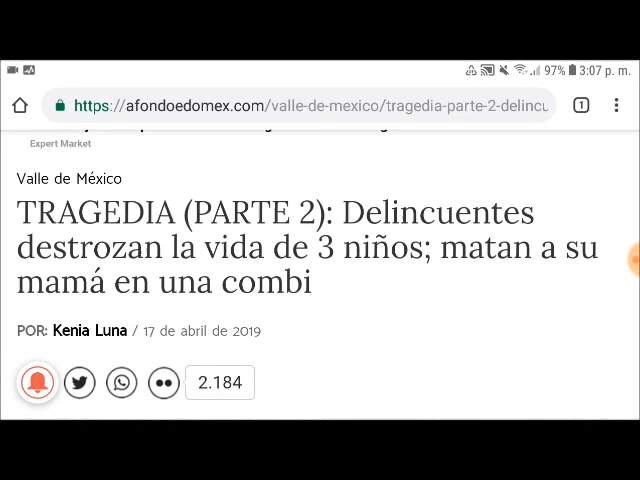 97% 3:07 p. m.
https://afondoedomex.com/valle-de-mexico/tragedia-parte-2-delincu
1
Expert Market
Valle de México
TRAGEDIA (PARTE 2): Delincuentes
destrozan la vida de 3 niños; matan a su
mamá en una combi
POR: Kenia Luna / 17 de abril de 2019
2.184